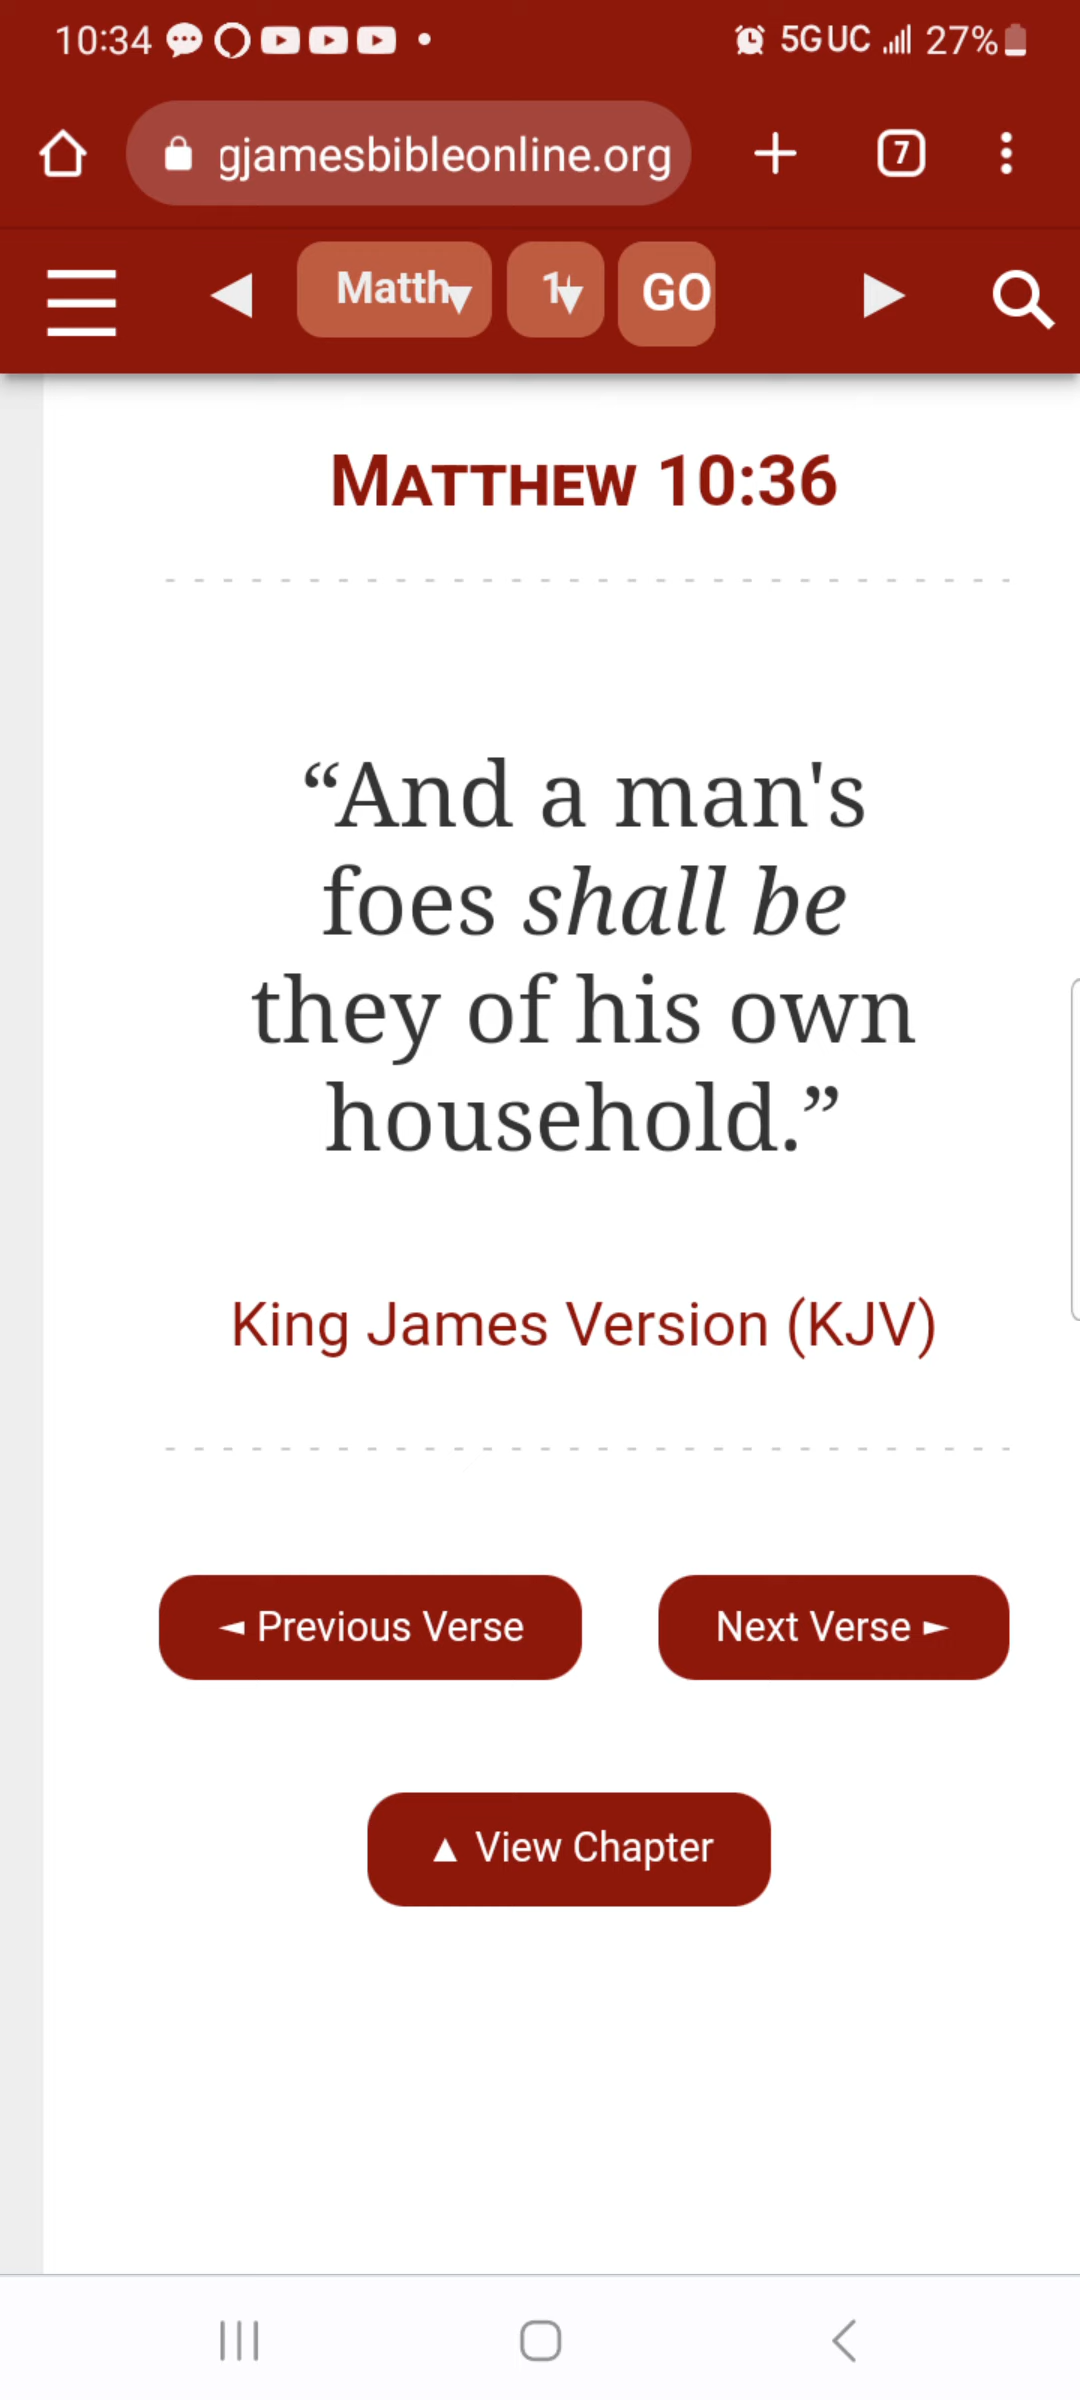 10:34 5G UC 27%
gjamesbibleonline.org 7
Matth GO
MATTHEW 10:36
“And a man's
foes shall be
they of his own
household.”
King James Version (KJV)
◄ Previous Verse Next Verse ►
▲ View Chapter